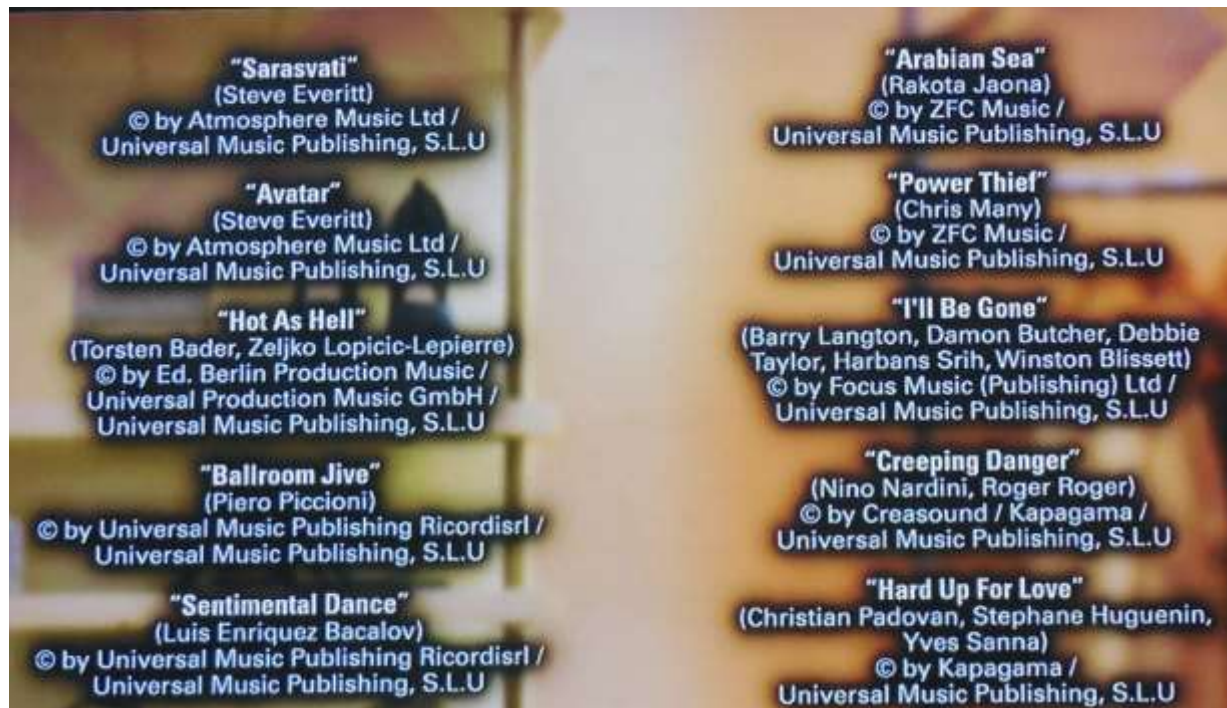 "Sarasvati"
(Steve Everitt)
© by Atmosphere Music Ltd /
Universal Music Publishing, S.L.U
"Avatar"
(Steve Everitt)
© by Atmosphere Music Ltd /
Universal Music Publishing, S.L.U
"Hot As Hell"
(Torsten Bader, Zeljko Lopicic-Lepierre)
© by Ed. Berlin Production Music /
Universal Production Music GmbH /
Universal Music Publishing, S.L.U
"Ballroom Jive"
(Piero Piccioni)
© by Universal Music Publishing Ricordisrl /
Universal Music Publishing, S.L.U
"Sentimental Dance"
(Luis Enriquez Bacalov)
© by Universal Music Publishing Ricordisrl /
Universal Music Publishing, S.L.U
"Arabian Sea"
(Rakota Jaona)
© by ZFC Music /
Universal Music Publishing, S.L.U
"Power Thief"
(Chris Many)
© by ZFC Music /
Universal Music Publishing, S.L.U
"I'll Be Gone"
(Barry Langton, Damon Butcher, Debbie
Taylor, Harbans Srih, Winston Blissett)
© by Focus Music (Publishing) Ltd /
Universal Music Publishing, S.L.U
"Creeping Danger"
(Nino Nardini, Roger Roger)
© by Creasound / Kapagama /
Universal Music Publishing, S.L.U
"Hard Up For Love"
(Christian Padovan, Stephane Huguenin,
Yves Sanna)
© by Kapagama /
Universal Music Publishing, S.L.U